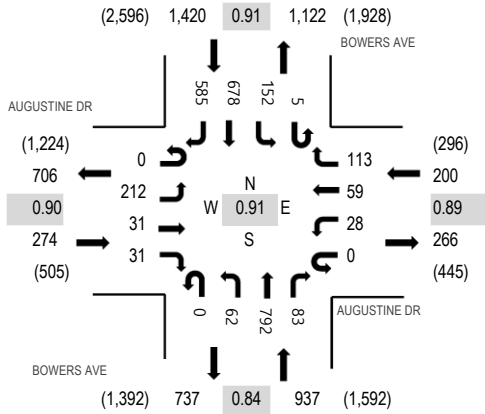 (2,596) 1,420 0.91 1,122 (1,928)
BOWERS AVE
585 678 152 5
AUGUSTINE DR
(1,224) (296)
0 113
706 200
212 N 59
0.90 W 0.91 E 0.89
31 S 28
274 266
31 0
(505) (445)
0 62 792 83
AUGUSTINE DR
BOWERS AVE
(1,392) 737 0.84 937 (1,592)